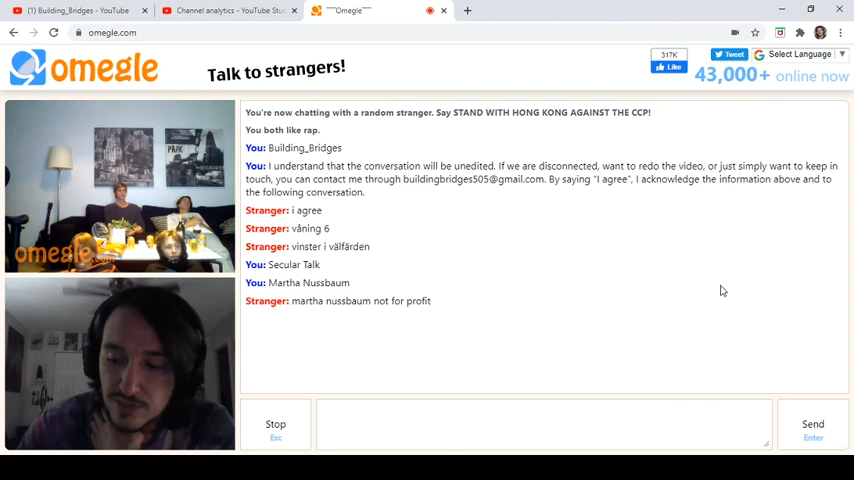 (1) Building_Bridges - YouTube
Channel analytics - YouTube Stu
Omegle
omegle.com
omegle
Talk to strangers!
317K
Like
Tweet
Select Language
43,000+ online now
You're now chatting with a random stranger. Say STAND WITH HONG KONG AGAINST THE CCP!
You both like rap.
You: Building_Bridges
You: I understand that the conversation will be unedited. If we are disconnected, want to redo the video, or just simply want to keep in
touch, you can contact me through buildingbridges505@gmail.com. By saying "I agree", I acknowledge the information above and to
the following conversation.
Stranger: i agree
Stranger: våning 6
Stranger: vinster i välfärden
You: Secular Talk
You: Martha Nussbaum
Stranger: martha nussbaum not for profit
PARK
omegle
Stop
Esc
Send
Enter